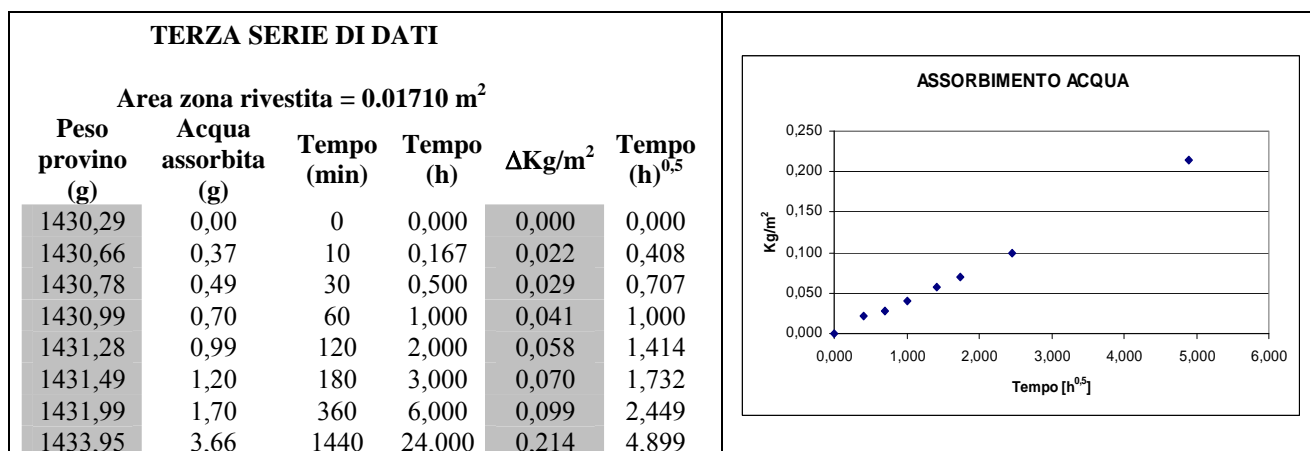 TERZA SERIE DI DATI
Area zona rivestita = 0.01710 m²
Peso provino (g) Acqua assorbita (g) Tempo (min) Tempo (h) ΔKg/m² Tempo (h)^0,5
1430,29 0,00 0 0,000 0,000 0,000
1430,66 0,37 10 0,167 0,022 0,408
1430,78 0,49 30 0,500 0,029 0,707
1430,99 0,70 60 1,000 0,041 1,000
1431,28 0,99 120 2,000 0,058 1,414
1431,49 1,20 180 3,000 0,070 1,732
1431,99 1,70 360 6,000 0,099 2,449
1433,95 3,66 1440 24,000 0,214 4,899
ASSORBIMENTO ACQUA
0,250
0,200
0,150
0,100
0,050
0,000
Kg/m²
0,000 1,000 2,000 3,000 4,000 5,000 6,000
Tempo [h^0,5]